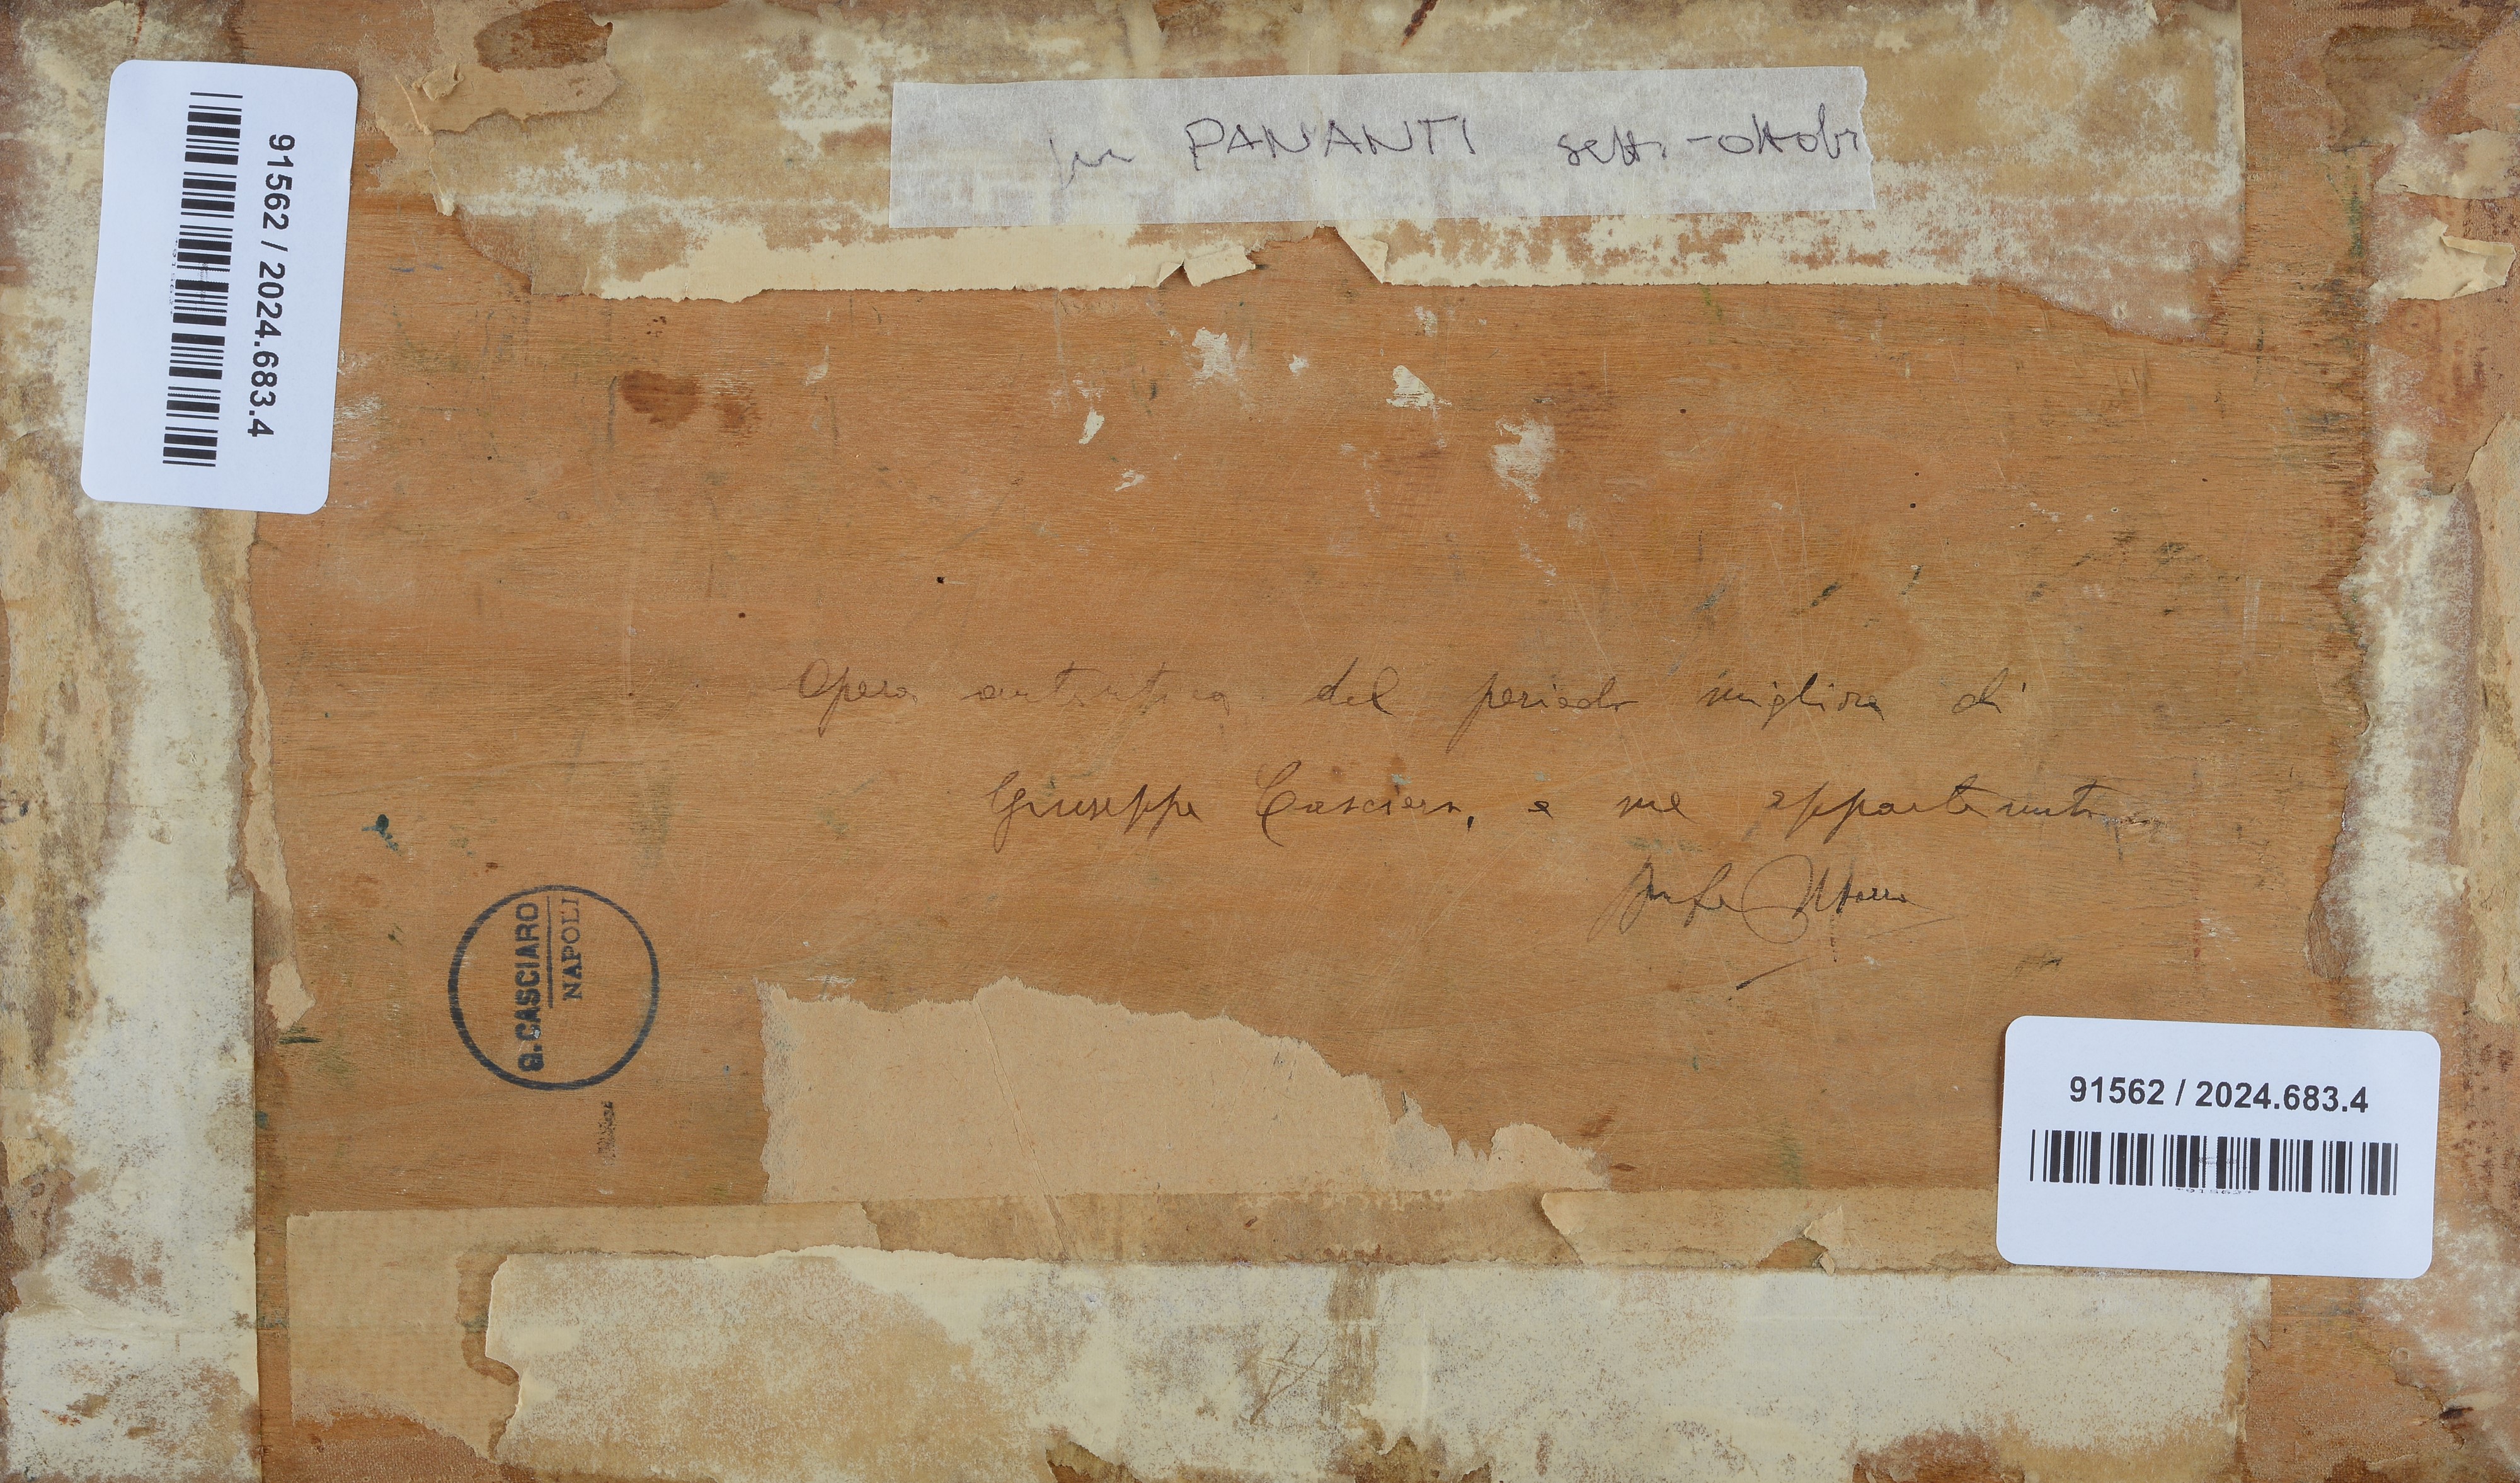 91562 / 2024.683.4
per PANANTI sett. - ottobr
Opera autentica del periodo migliore di
Giuseppe Casciaro, a me appartenuta
G. CASCIARO
NAPOLI
91562 / 2024.683.4
*91562*